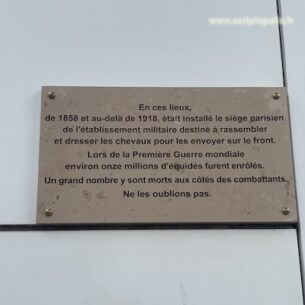 www.acriptopolis.fr
En ces lieux,
de 1858 et au-delà de 1918, était installé le siège parisien
de l'établissement militaire destiné à rassembler
et dresser les chevaux pour les envoyer sur le front.
Lors de la Première Guerre mondiale
environ onze millions d'équidés furent enrôlés.
Un grand nombre y sont morts aux côtés des combattants.
Ne les oublions pas.